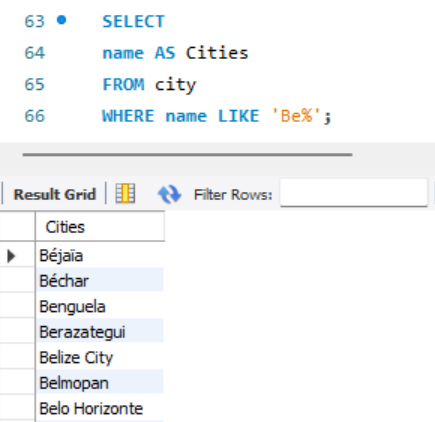 63 SELECT
64 name AS Cities
65 FROM city
66 WHERE name LIKE 'Be%';
Result Grid Filter Rows:
Cities
Béjaïa
Béchar
Benguela
Berazategui
Belize City
Belmopan
Belo Horizonte